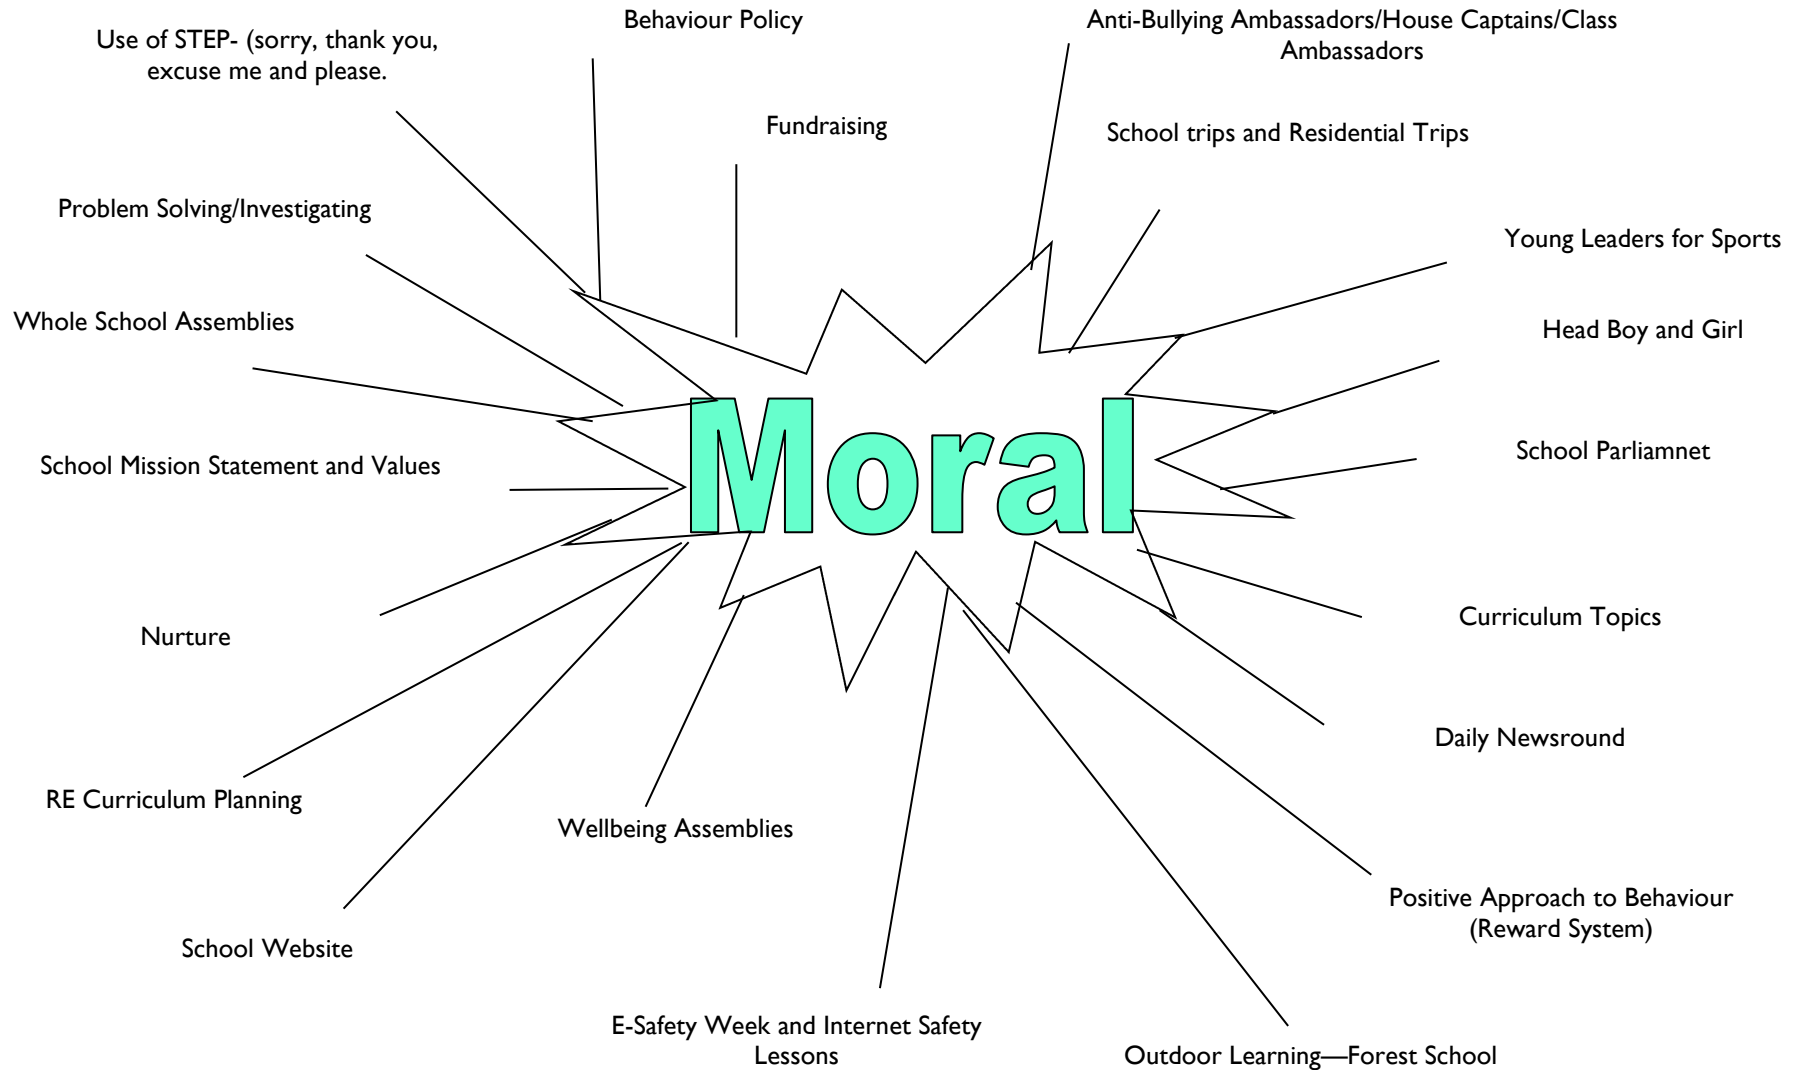 Behaviour Policy
Anti-Bullying Ambassadors/House Captains/Class
Ambassadors
Use of STEP- (sorry, thank you,
excuse me and please.
Fundraising
School trips and Residential Trips
Problem Solving/Investigating
Young Leaders for Sports
Whole School Assemblies
Head Boy and Girl
School Mission Statement and Values
Moral
School Parliamnet
Nurture
Curriculum Topics
Daily Newsround
RE Curriculum Planning
Wellbeing Assemblies
Positive Approach to Behaviour
(Reward System)
School Website
E-Safety Week and Internet Safety
Lessons
Outdoor Learning—Forest School